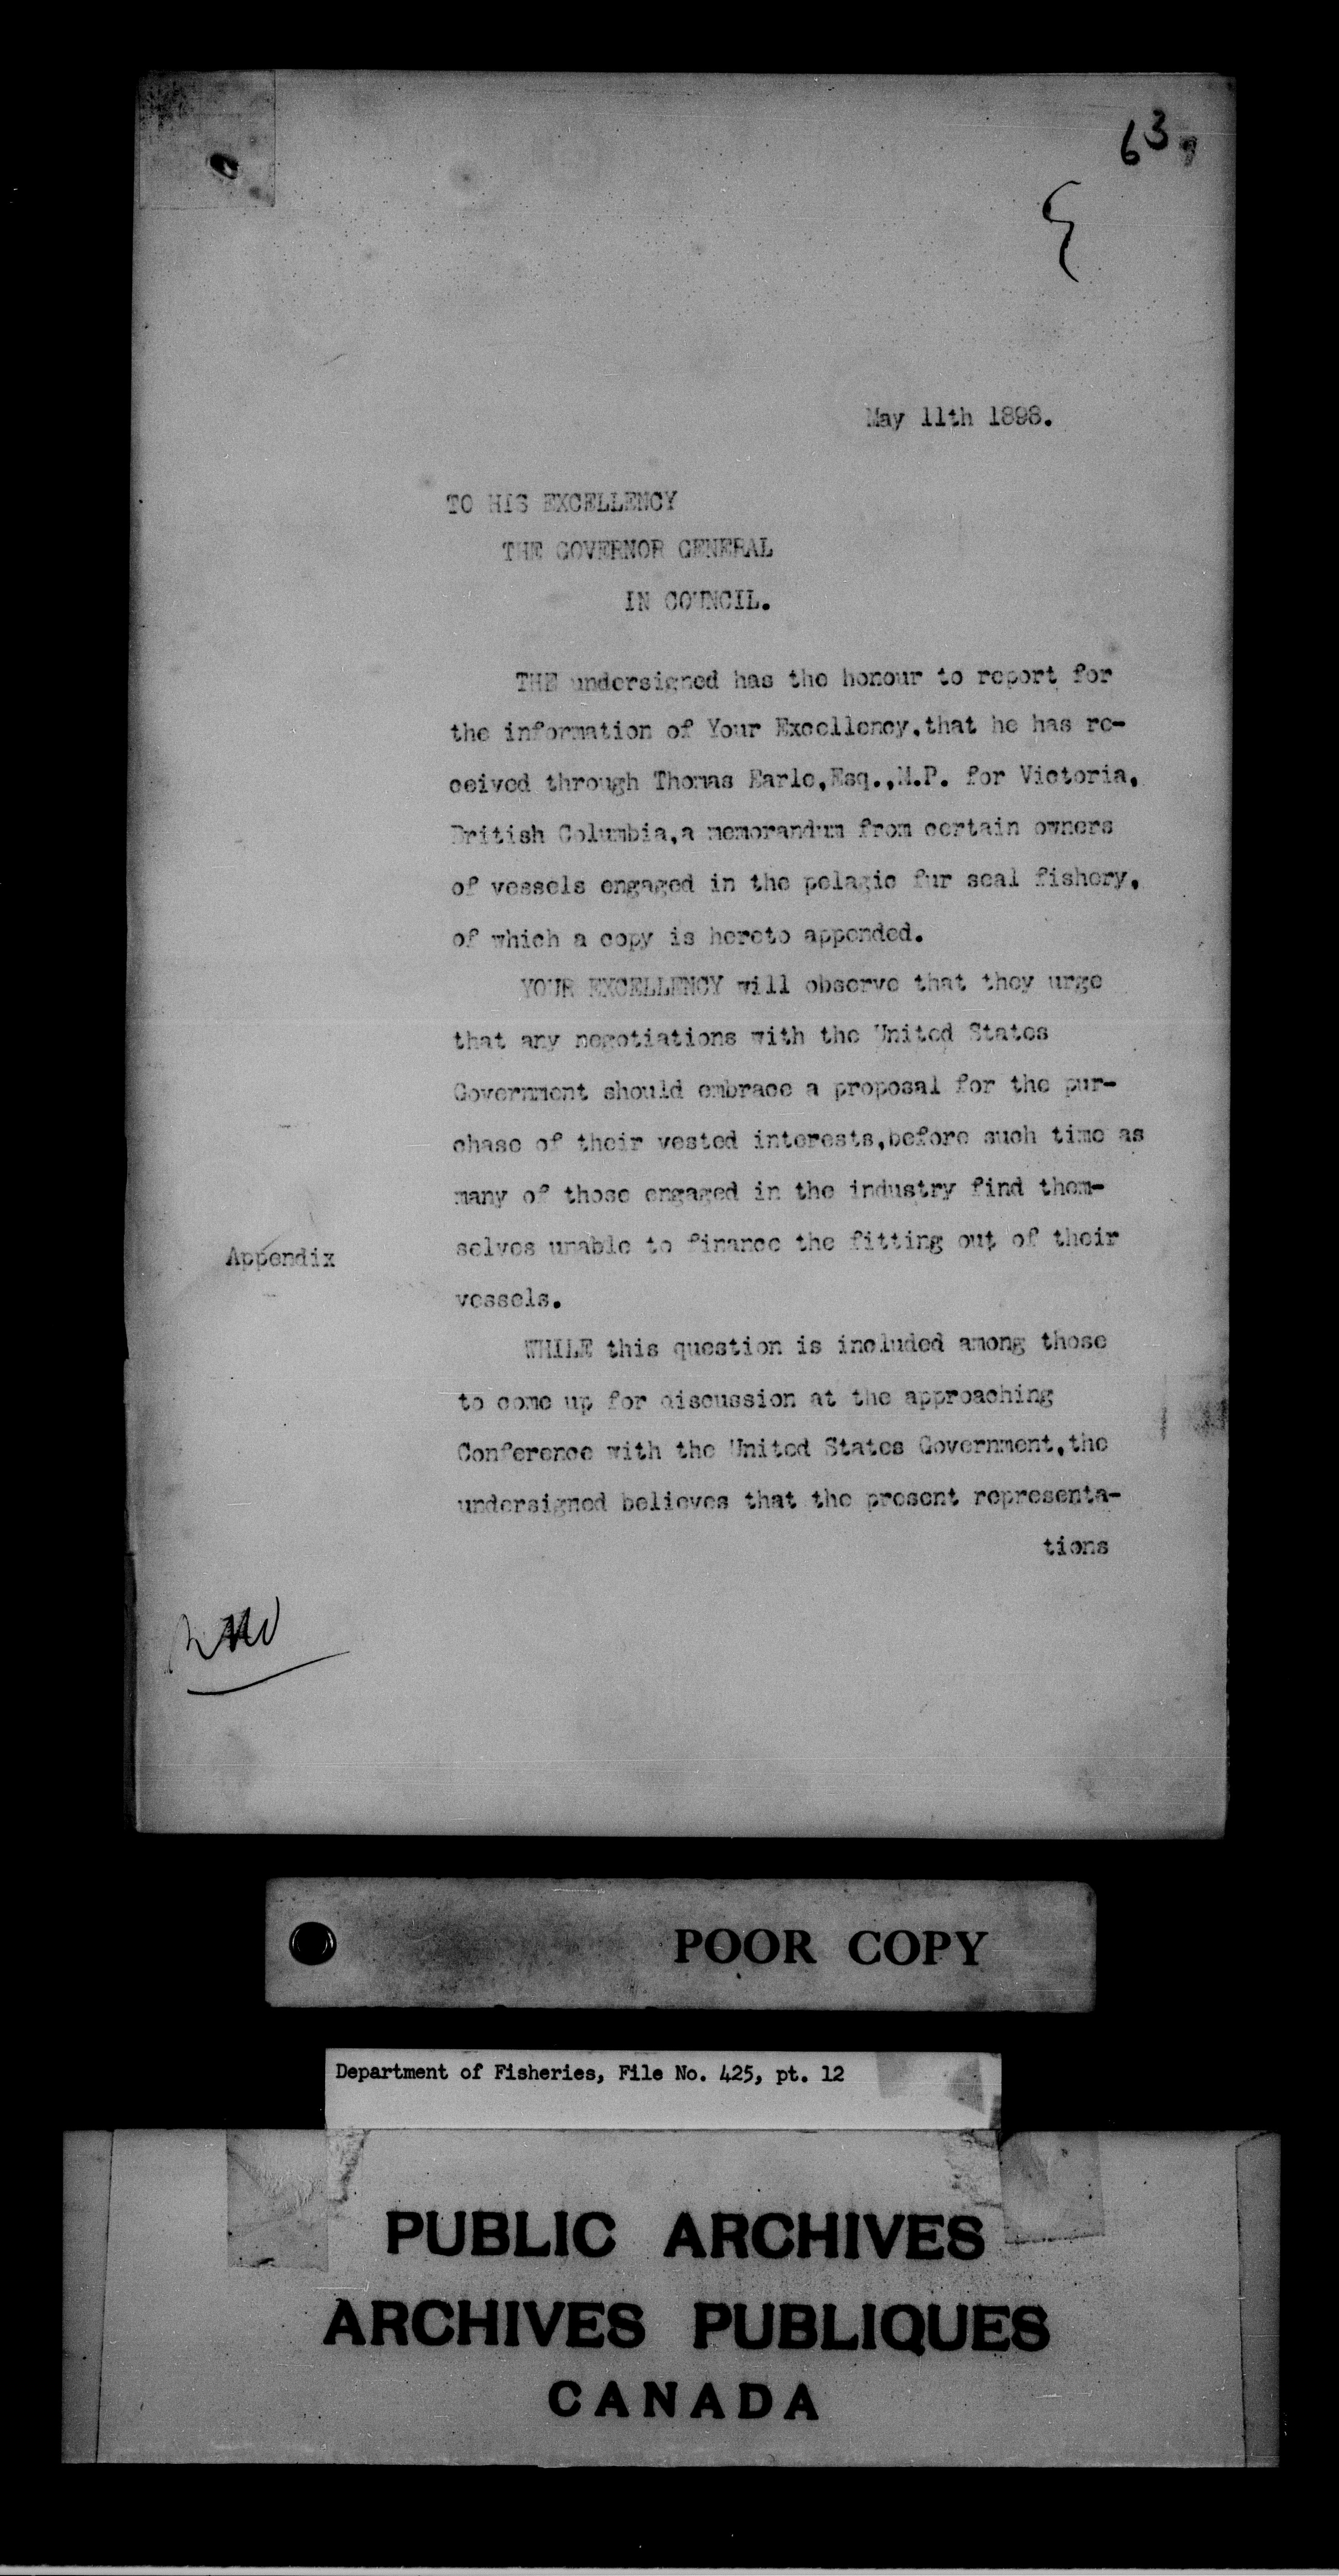 63
May 11th 1898.
TO HIS EXCELLENCY
THE GOVERNOR GENERAL
IN COUNCIL.
THE undersigned has the honour to report for
the information of Your Excellency,that he has re-
ceived through Thomas Earle,Esq.,M.P. for Victoria,
British Columbia,a memorandum from certain owners
of vessels engaged in the pelagic fur seal fishery,
of which a copy is hereto appended.
YOUR EXCELLENCY will observe that they urge
that any negotiations with the United States
Government should embrace a proposal for the pur-
chase of their vested interests,before such time as
many of those engaged in the industry find them-
selves unable to finance the fitting out of their
Appendix
vessels.
WHILE this question is included among those
to come up for discussion at the approaching
Conference with the United States Government,the
undersigned believes that the present representa-
tions
POOR COPY
Department of Fisheries, File No. 425, pt. 12
PUBLIC ARCHIVES
ARCHIVES PUBLIQUES
CANADA